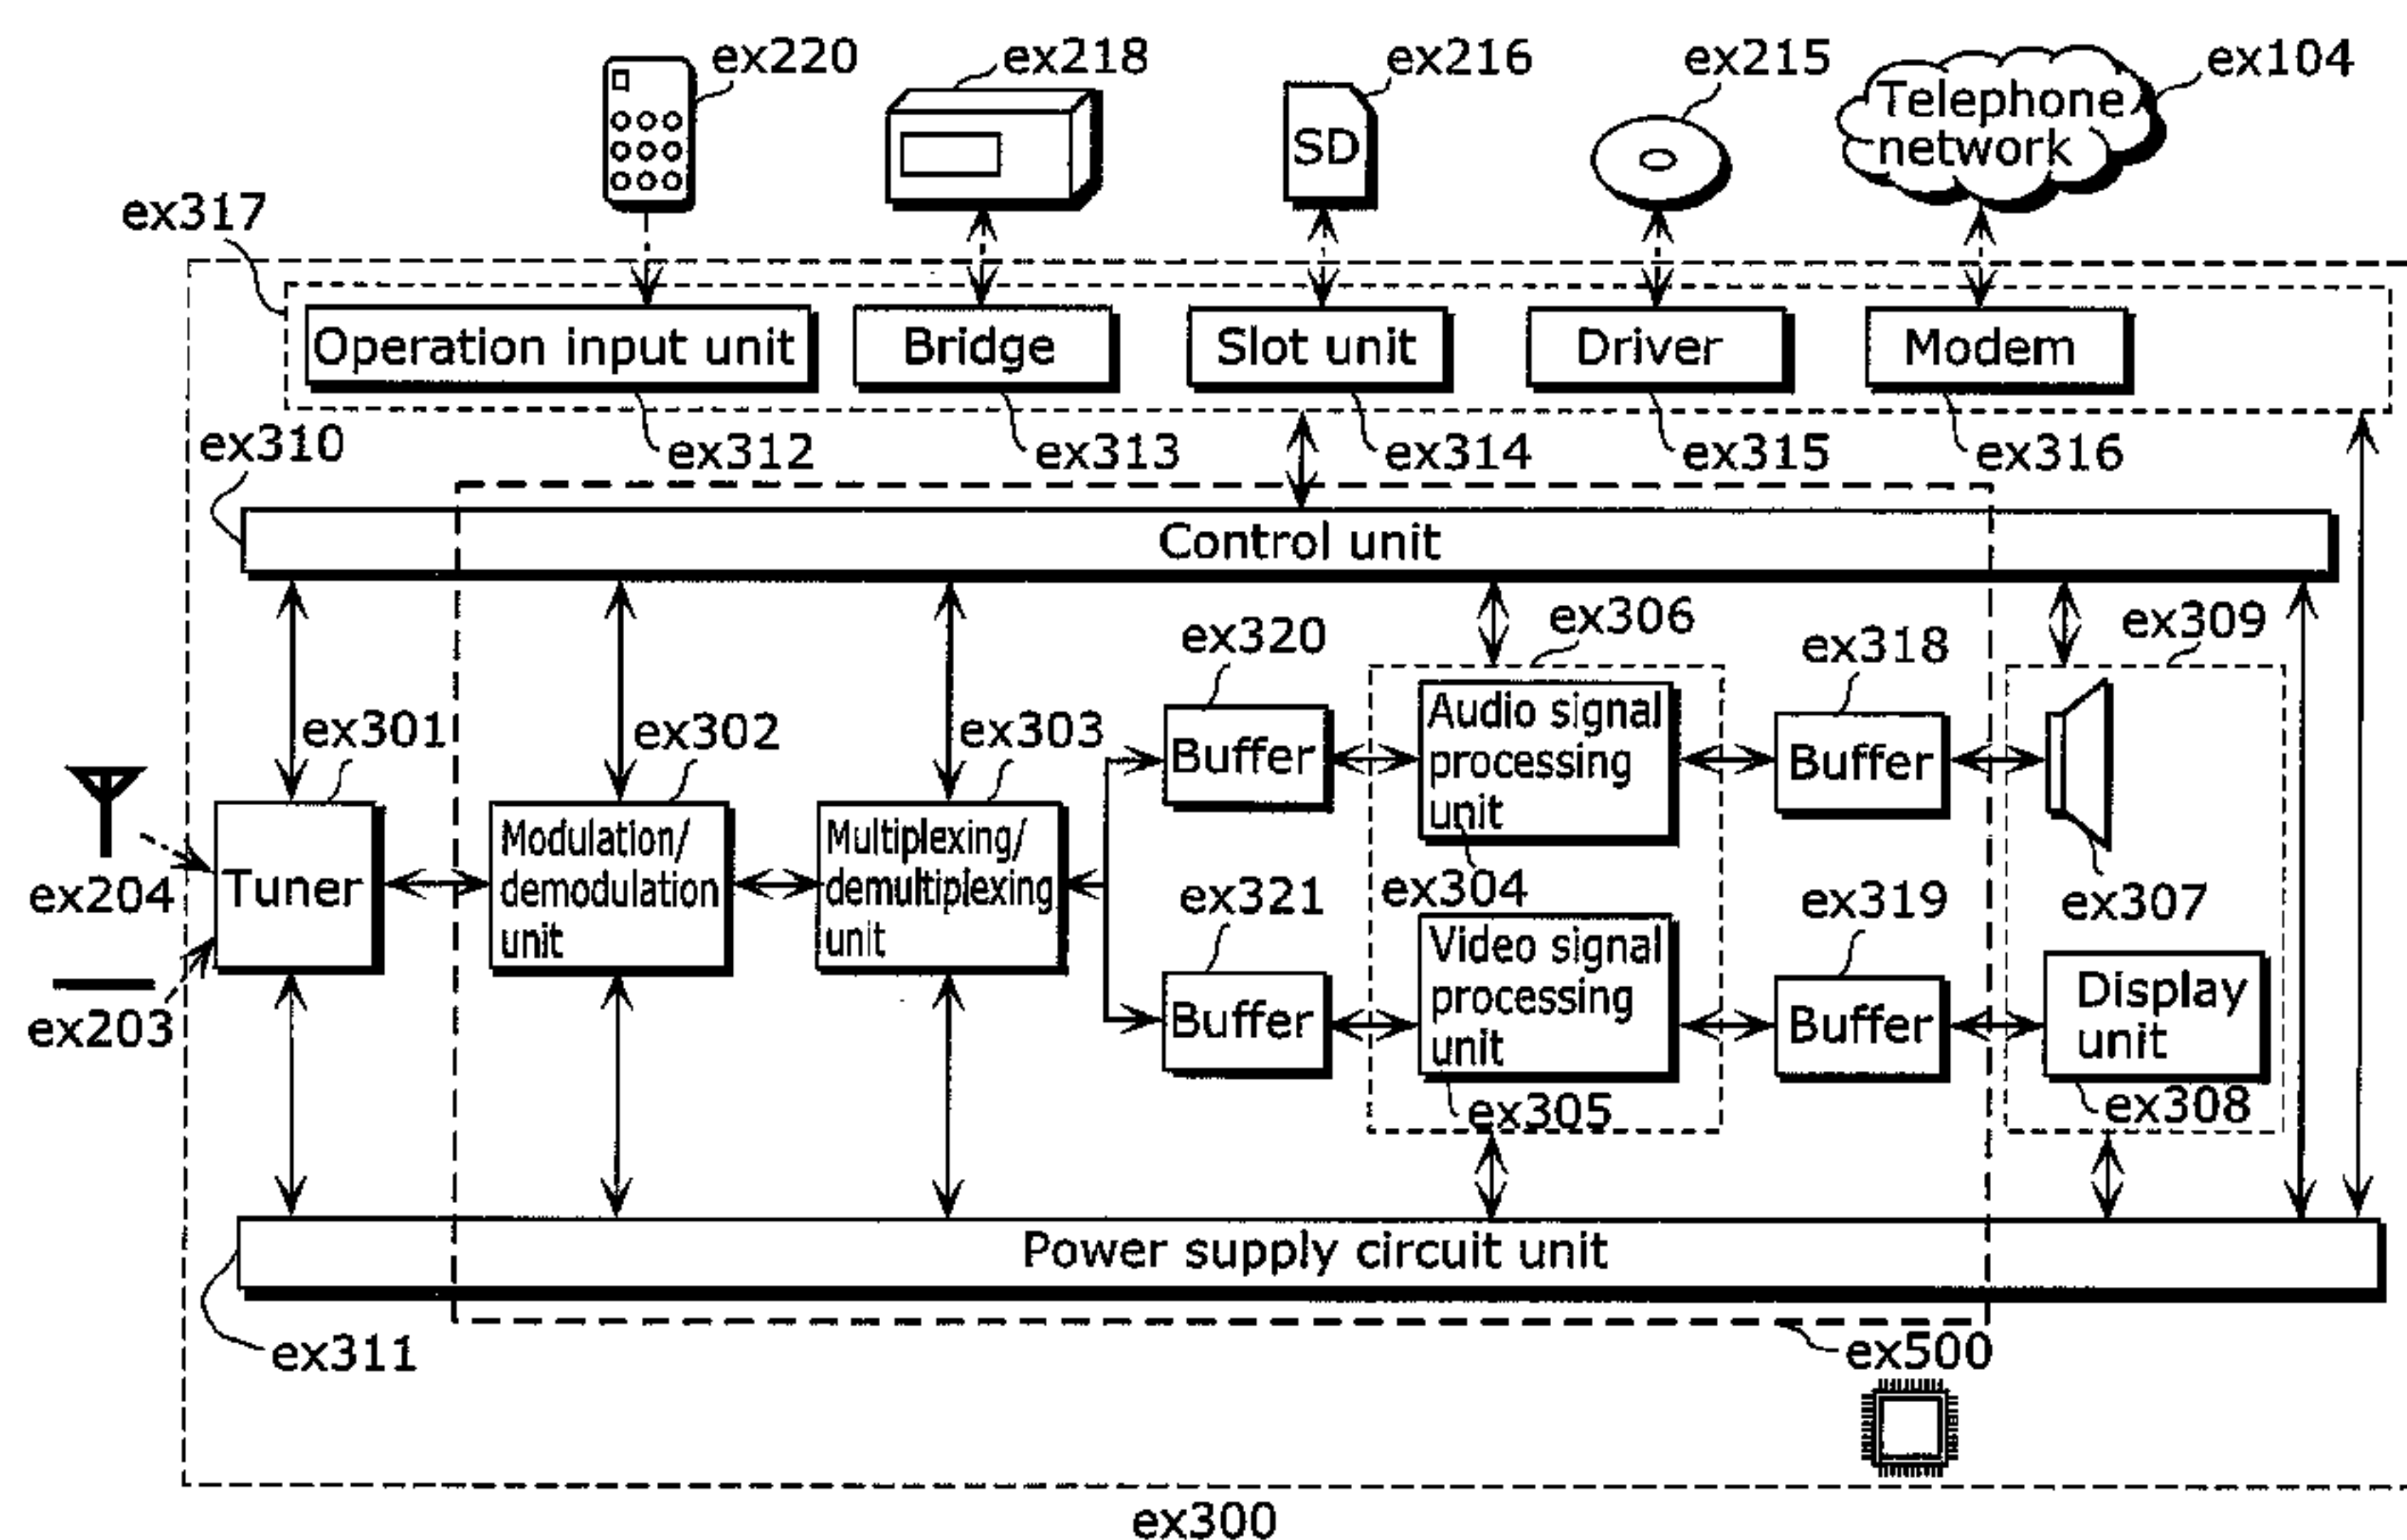 ex220
ex218
ex216
ex215
ex104
Telephone
network
SD
ex317
Operation input unit
Bridge
Slot unit
Driver
Modem
ex310
ex312
ex313
ex314
ex315
ex316
Control unit
ex306
ex309
ex320
ex318
ex301
ex302
ex303
Buffer
Audio signal
processing
unit
Buffer
ex204
Tuner
Modulation/
demodulation
unit
Multiplexing/
demultiplexing
unit
ex304
ex307
ex321
ex319
ex203
Buffer
Video signal
processing
unit
Buffer
Display
unit
ex305
ex308
Power supply circuit unit
ex311
ex500
ex300